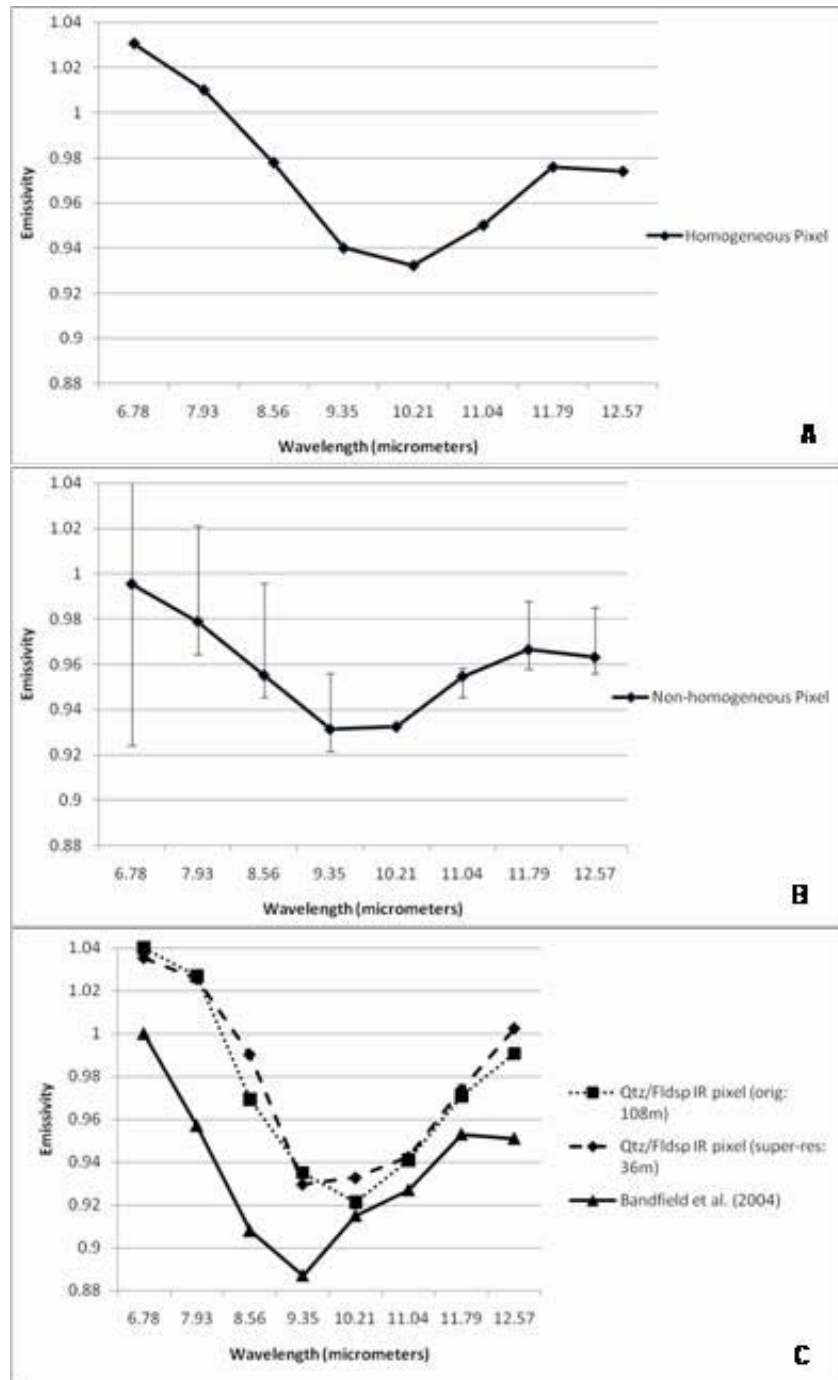 1.04
1.02
1
0.98
0.96
0.94
0.92
0.9
0.88
Emissivity
6.78 7.93 8.56 9.35 10.21 11.04 11.79 12.57
Wavelength (micrometers)
Homogeneous Pixel
A
1.04
1.02
1
0.98
0.96
0.94
0.92
0.9
0.88
Emissivity
6.78 7.93 8.56 9.35 10.21 11.04 11.79 12.57
Wavelength (micrometers)
Non-homogeneous Pixel
B
1.04
1.02
1
0.98
0.96
0.94
0.92
0.9
0.88
Emissivity
6.78 7.93 8.56 9.35 10.21 11.04 11.79 12.57
Wavelength (micrometers)
Qtz/Fldsp IR pixel (orig:
108m)
Qtz/Fldsp IR pixel (super-res:
36m)
Bandfield et al. (2004)
C